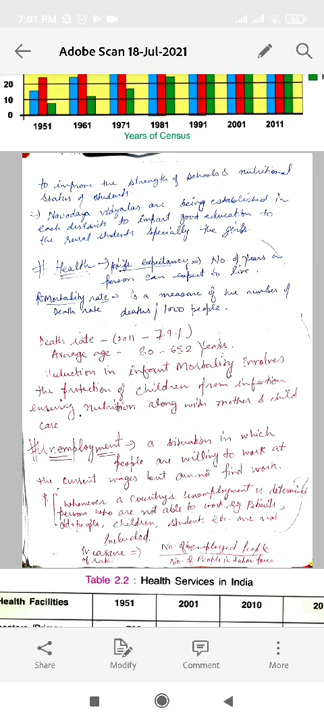 7:01 PM
Adobe Scan 18-Jul-2021
20
10
0
1951 1961 1971 1981 1991 2001 2011
Years of Census
to improve the strength of schools & nutritional
status of students
Navodaya vidyalas are being established in
each districts to impart good education to
the rural students specially the girls.
# Health → life expectancy → No. of years a
person can expect to live.
Mortality rate → is a measure of the number of
Death rate deaths / 1000 people.
Death rate - (2011 -
Average age - years.
Reduction in infant Mortality involves
the protection of children from infection
ensuring nutrition along with mother & child
care
# Unemployment → a situation in which
people are willing to work at
the current wages but cannot find work.
* whenever a country's unemployment is
persons who are not able to work eg Patients,
old people, children, student etc. are not
Included.
Measure =) No. of unemployed People
of rate No. of People in labor force
Table 2.2 : Health Services in India
Health Facilities 1951 2001 2010 20
Share Modify Comment More